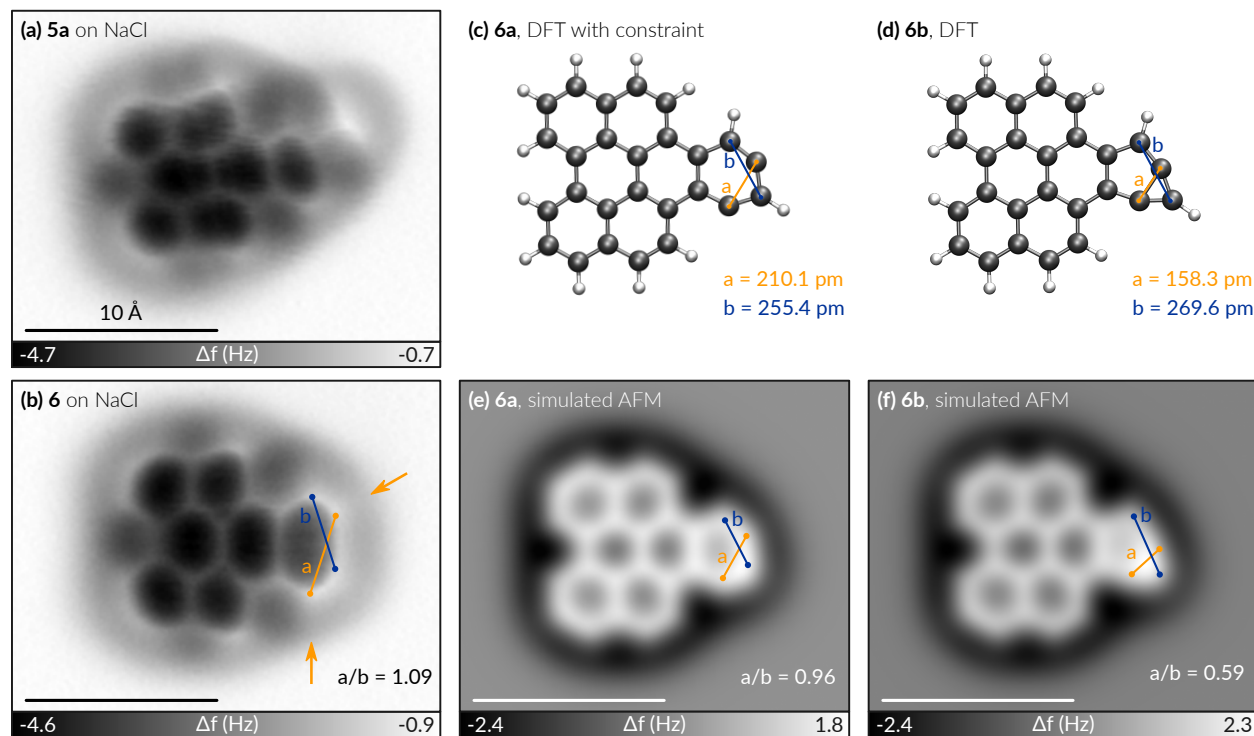 (a) 5a on NaCl
10 Å
-4.7 Δf (Hz) -0.7
(c) 6a, DFT with constraint
b
a
a = 210.1 pm
b = 255.4 pm
(d) 6b, DFT
b
a
a = 158.3 pm
b = 269.6 pm
(b) 6 on NaCl
b
a
a/b = 1.09
-4.6 Δf (Hz) -0.9
(e) 6a, simulated AFM
b
a
a/b = 0.96
-2.4 Δf (Hz) 1.8
(f) 6b, simulated AFM
b
a
a/b = 0.59
-2.4 Δf (Hz) 2.3